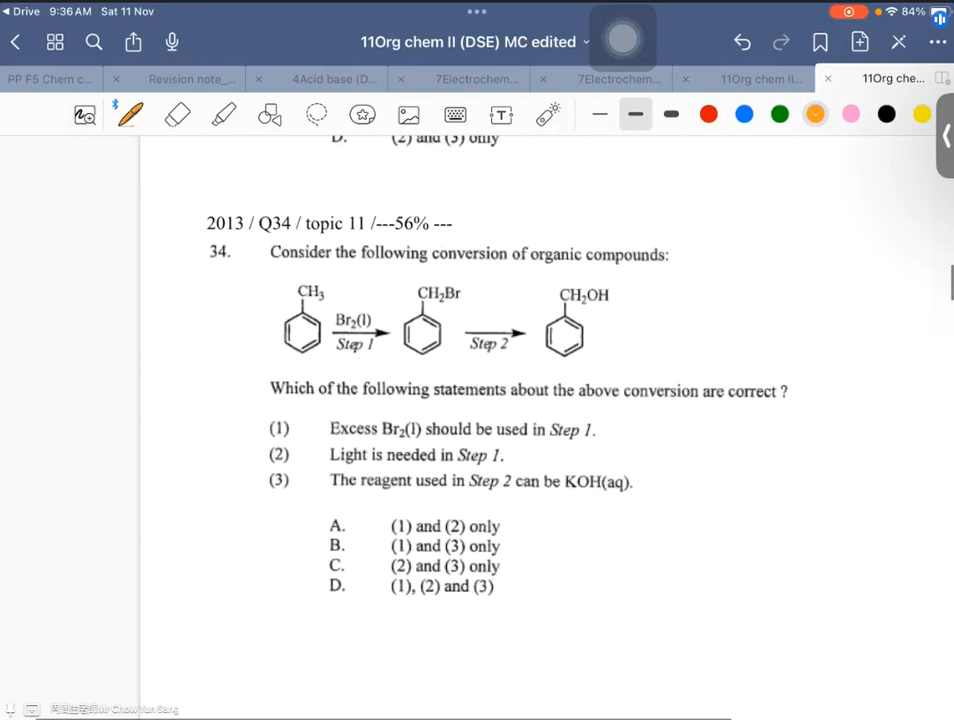 Drive 9:36 AM Sat 11 Nov
84%
11Org chem II (DSE) MC edited
PP F5 Chem c...
Revision note_...
4Acid base (D...
7Electrochem...
7Electrochem...
11Org chem II...
11Org che...
D. (2) and (3) only
2013 / Q34 / topic 11 /---56% ---
34. Consider the following conversion of organic compounds:
CH₃ CH₂Br CH₂OH
Br₂(l)
Step 1 Step 2
Which of the following statements about the above conversion are correct ?
(1) Excess Br₂(l) should be used in Step 1.
(2) Light is needed in Step 1.
(3) The reagent used in Step 2 can be KOH(aq).
A. (1) and (2) only
B. (1) and (3) only
C. (2) and (3) only
D. (1), (2) and (3)
Mr Chow Yun Sang